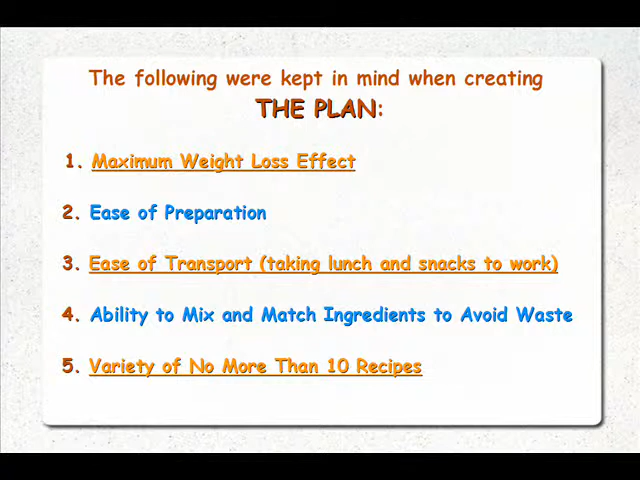 The following were kept in mind when creating
THE PLAN:
1. Maximum Weight Loss Effect
2. Ease of Preparation
3. Ease of Transport (taking lunch and snacks to work)
4. Ability to Mix and Match Ingredients to Avoid Waste
5. Variety of No More Than 10 Recipes